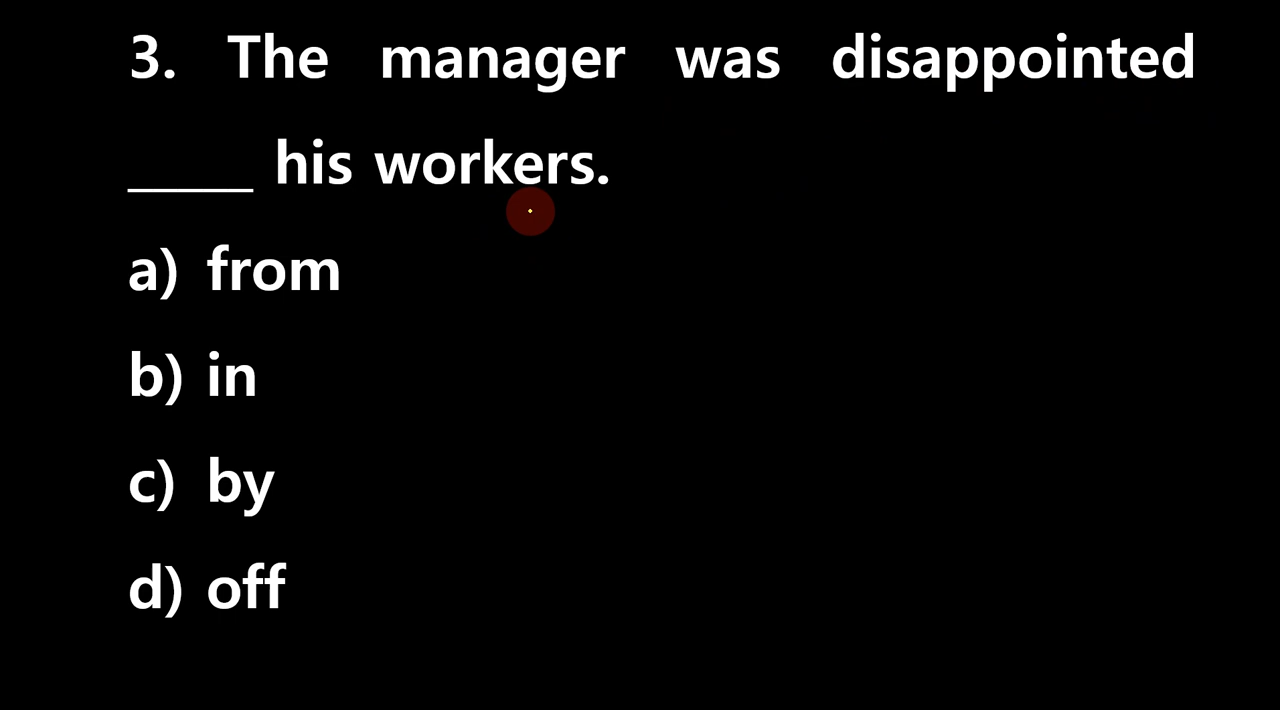 3. The manager was disappointed
_____ his workers.
a) from
b) in
c) by
d) off